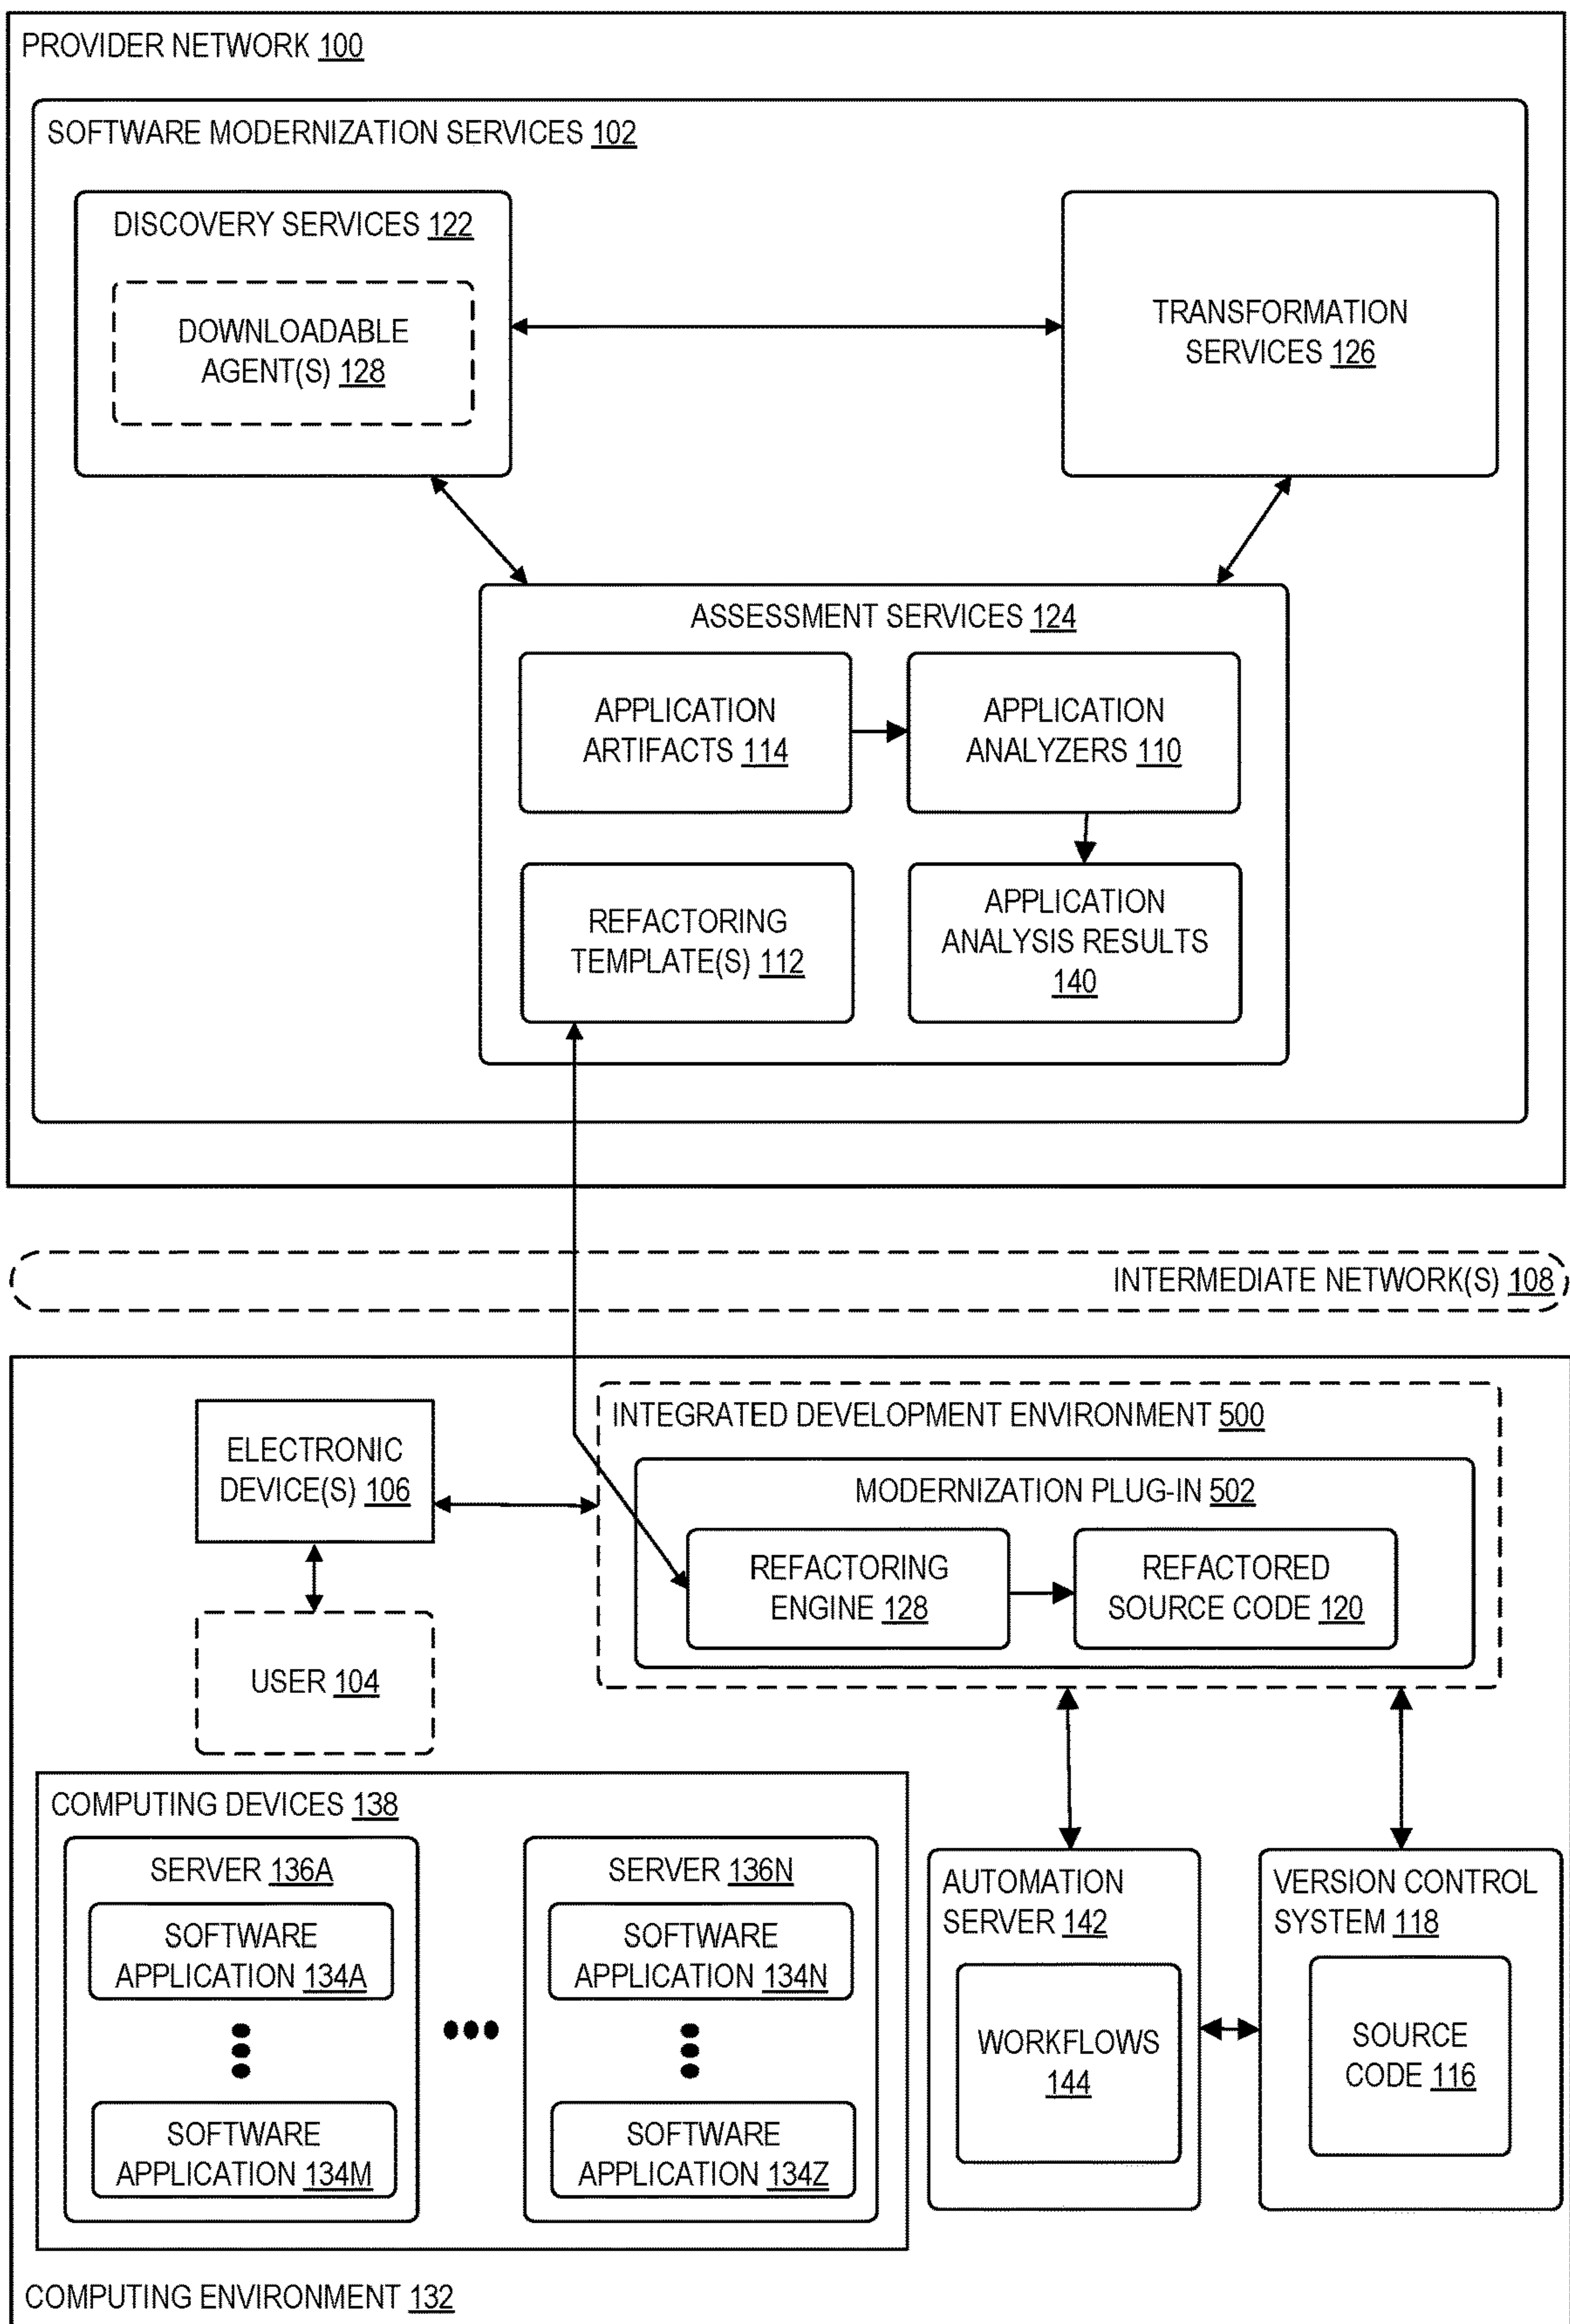 PROVIDER NETWORK 100
SOFTWARE MODERNIZATION SERVICES 102
DISCOVERY SERVICES 122
DOWNLOADABLE
AGENT(S) 128
TRANSFORMATION
SERVICES 126
ASSESSMENT SERVICES 124
APPLICATION
ARTIFACTS 114
APPLICATION
ANALYZERS 110
REFACTORING
TEMPLATE(S) 112
APPLICATION
ANALYSIS RESULTS
140
INTERMEDIATE NETWORK(S) 108
ELECTRONIC
DEVICE(S) 106
USER 104
INTEGRATED DEVELOPMENT ENVIRONMENT 500
MODERNIZATION PLUG-IN 502
REFACTORING
ENGINE 128
REFACTORED
SOURCE CODE 120
COMPUTING DEVICES 138
SERVER 136A
SOFTWARE
APPLICATION 134A
SOFTWARE
APPLICATION 134M
SERVER 136N
SOFTWARE
APPLICATION 134N
SOFTWARE
APPLICATION 134Z
AUTOMATION
SERVER 142
WORKFLOWS
144
VERSION CONTROL
SYSTEM 118
SOURCE
CODE 116
COMPUTING ENVIRONMENT 132